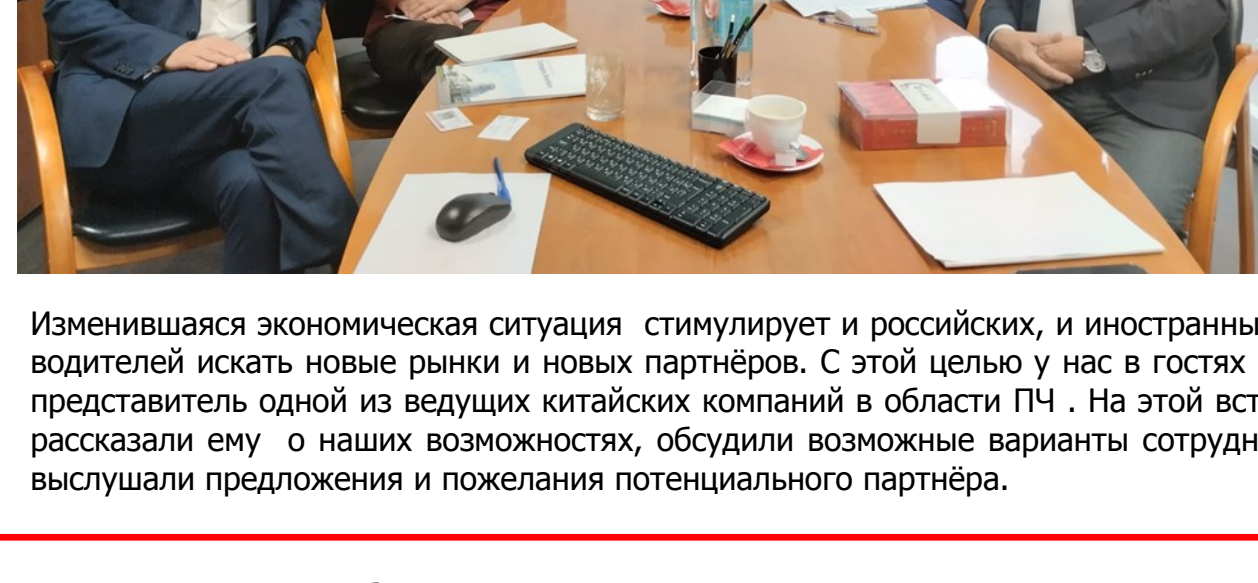 Изменившаяся экономическая ситуация  стимулирует и российских, и иностранны
водителей искать новые рынки и новых партнёров. С этой целью у нас в гостях
представитель одной из ведущих китайских компаний в области ПЧ . На этой вст
рассказали ему  о наших возможностях, обсудили возможные варианты сотрудн
выслушали предложения и пожелания потенциального партнёра.